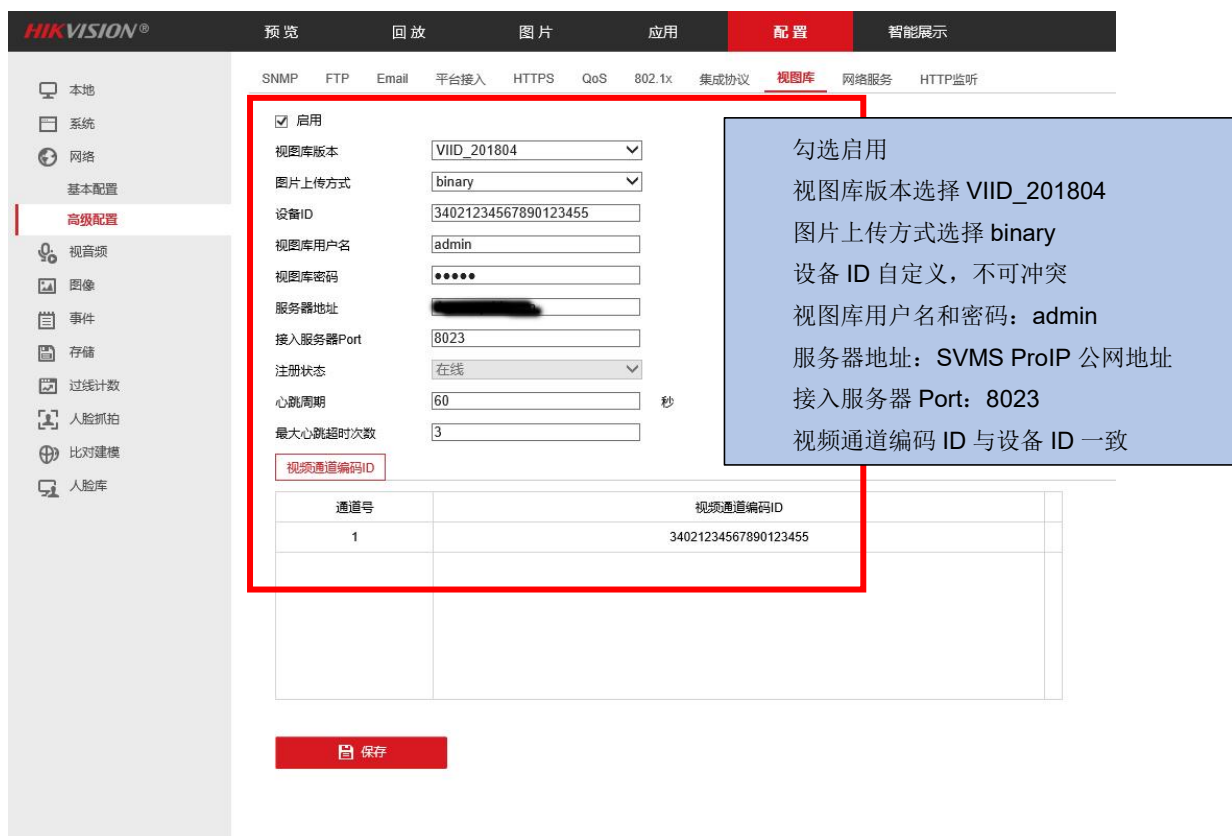 HIKVISION®
预览 回放 图片 应用 配置 智能展示
SNMP FTP Email 平台接入 HTTPS QoS 802.1x 集成协议 视图库 网络服务 HTTP监听
本地
系统
网络
基本配置
高级配置
视音频
图像
事件
存储
过线计数
人脸抓拍
比对建模
人脸库
启用
视图库版本 VIID_201804
图片上传方式 binary
设备ID 34021234567890123455
视图库用户名 admin
视图库密码 •••••
服务器地址
接入服务器Port 8023
注册状态 在线
心跳周期 60 秒
最大心跳超时次数 3
视频通道编码ID
通道号 视频通道编码ID
1 34021234567890123455
保存
勾选启用
视图库版本选择 VIID_201804
图片上传方式选择 binary
设备 ID 自定义，不可冲突
视图库用户名和密码：admin
服务器地址：SVMS ProIP 公网地址
接入服务器 Port：8023
视频通道编码 ID 与设备 ID 一致